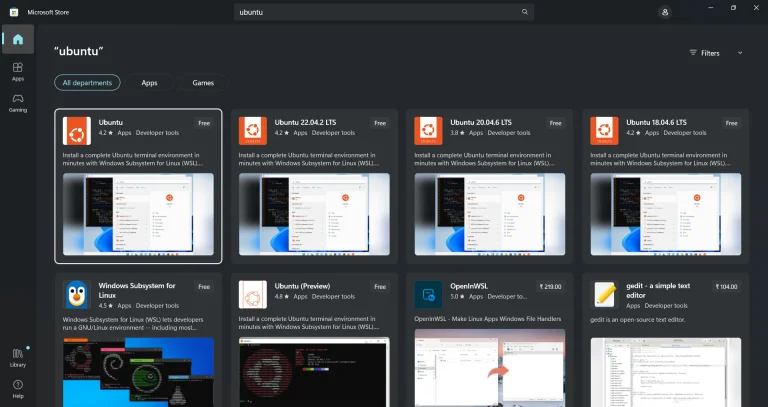 Microsoft Store
ubuntu
"ubuntu"
Filters
All departments
Apps
Games
Apps
Gaming
Library
Help
Ubuntu
4.2 ★ Apps Developer tools
Free
Install a complete Ubuntu terminal environment in
minutes with Windows Subsystem for Linux (WSL)....
Ubuntu 22.04.2 LTS
4.2 ★ Apps Developer tools
Free
Install a complete Ubuntu terminal environment in
minutes with Windows Subsystem for Linux (WSL)....
Ubuntu 20.04.6 LTS
3.8 ★ Apps Developer tools
Free
Install a complete Ubuntu terminal environment in
minutes with Windows Subsystem for Linux (WSL)....
Ubuntu 18.04.6 LTS
4.2 ★ Apps Developer tools
Free
Install a complete Ubuntu terminal environment in
minutes with Windows Subsystem for Linux (WSL)....
Windows Subsystem for
Linux
4.5 ★ Apps Developer tools
Free
Windows Subsystem for Linux (WSL) lets developers
run a GNU/Linux environment -- including most...
Ubuntu (Preview)
4.8 ★ Apps Developer tools
Free
Install a complete Ubuntu terminal environment in
minutes with Windows Subsystem for Linux (WSL)....
OpenInWSL
5.0 ★ Apps Developer to...
₹ 219.00
OpenInWSL - Make Linux Apps Windows File Handlers
gedit - a simple text
editor
Apps Developer tools
₹ 104.00
gedit is an open-source text editor.